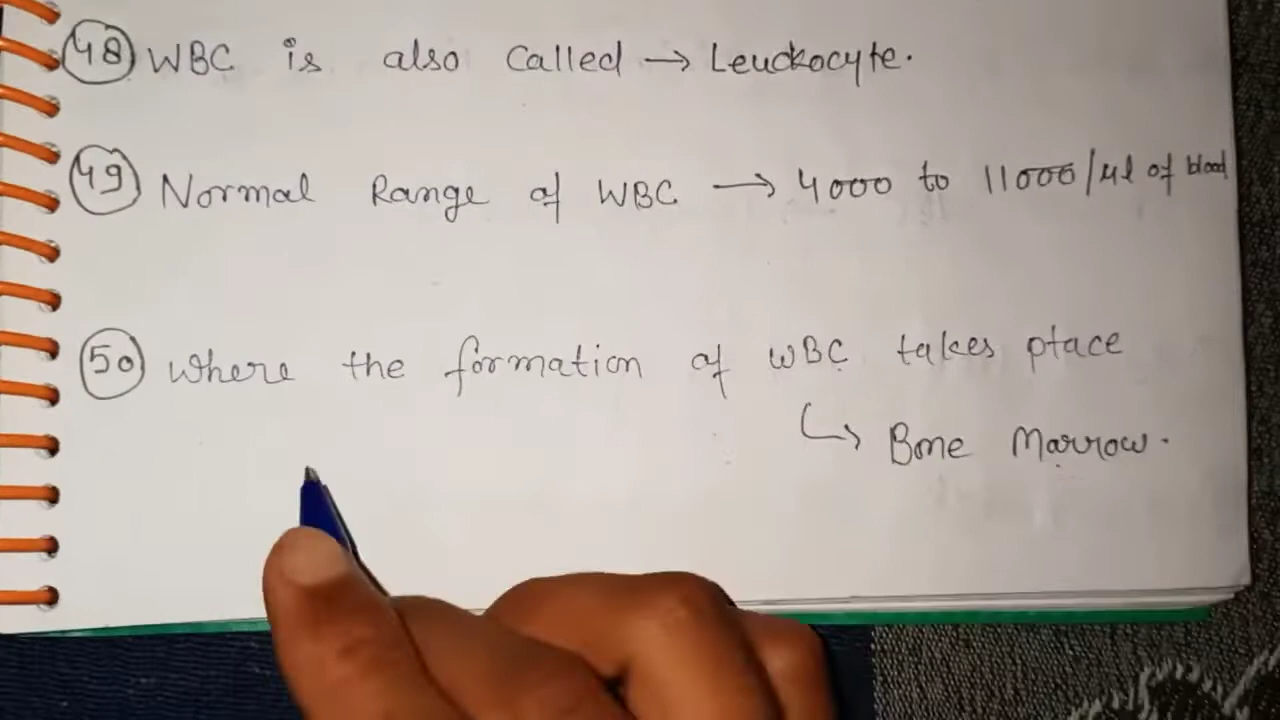 48 WBC is also Called → Leuckocyte.
49 Normal Range of WBC → 4000 to 11000/μl of blood
50 Where the formation of WBC takes place
↳ Bone Marrow.